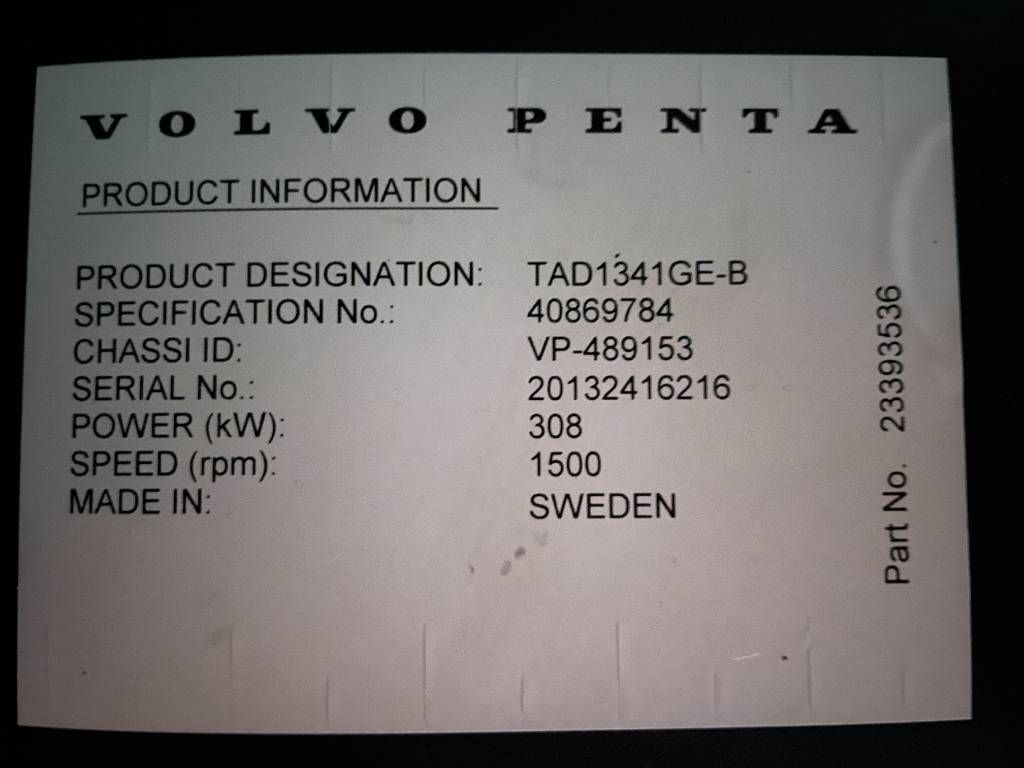 VOLVO PENTA
PRODUCT INFORMATION
PRODUCT DESIGNATION: TAD1341GE-B
SPECIFICATION No.: 40869784
CHASSI ID: VP-489153
SERIAL No.: 20132416216
POWER (kW): 308
SPEED (rpm): 1500
MADE IN: SWEDEN
Part No. 23393536